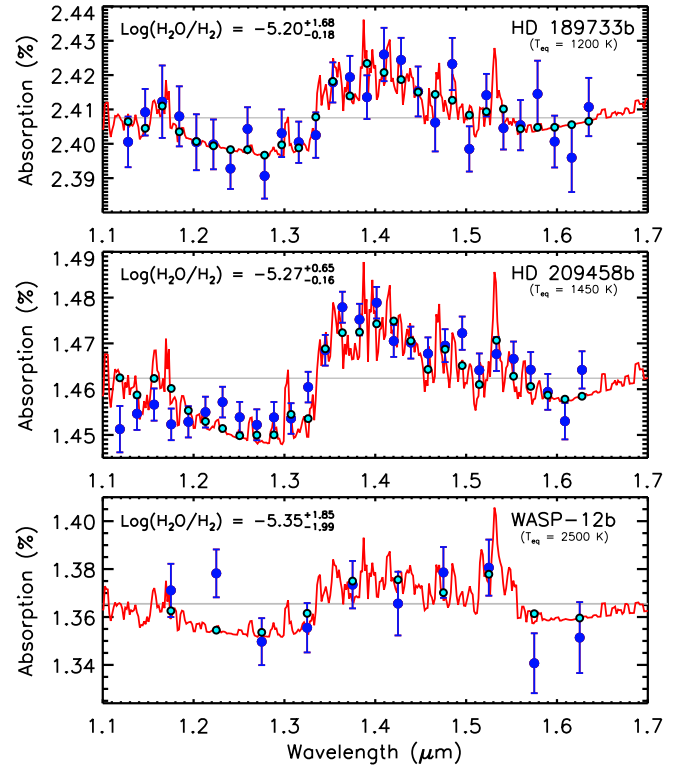 Log(H₂O/H₂) = −5.20 +1.68 −0.18
HD 189733b
(Teq = 1200 K)
2.44
2.43
2.42
2.41
2.40
2.39
Absorption (%)
1.1 1.2 1.3 1.4 1.5 1.6 1.7
Log(H₂O/H₂) = −5.27 +0.65 −0.16
HD 209458b
(Teq = 1450 K)
1.49
1.48
1.47
1.46
1.45
Absorption (%)
1.1 1.2 1.3 1.4 1.5 1.6 1.7
Log(H₂O/H₂) = −5.35 +1.85 −1.99
WASP−12b
(Teq = 2500 K)
1.40
1.38
1.36
1.34
Absorption (%)
1.1 1.2 1.3 1.4 1.5 1.6 1.7
Wavelength (μm)